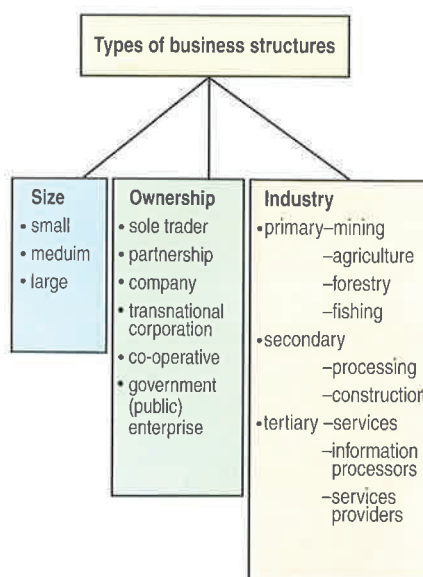 Types of business structures
Size
• small
• meduim
• large
Ownership
• sole trader
• partnership
• company
• transnational
corporation
• co-operative
• government
(public)
enterprise
Industry
•primary–mining
–agriculture
–forestry
–fishing
•secondary
–processing
–construction
•tertiary –services
–information
processors
–services
providers